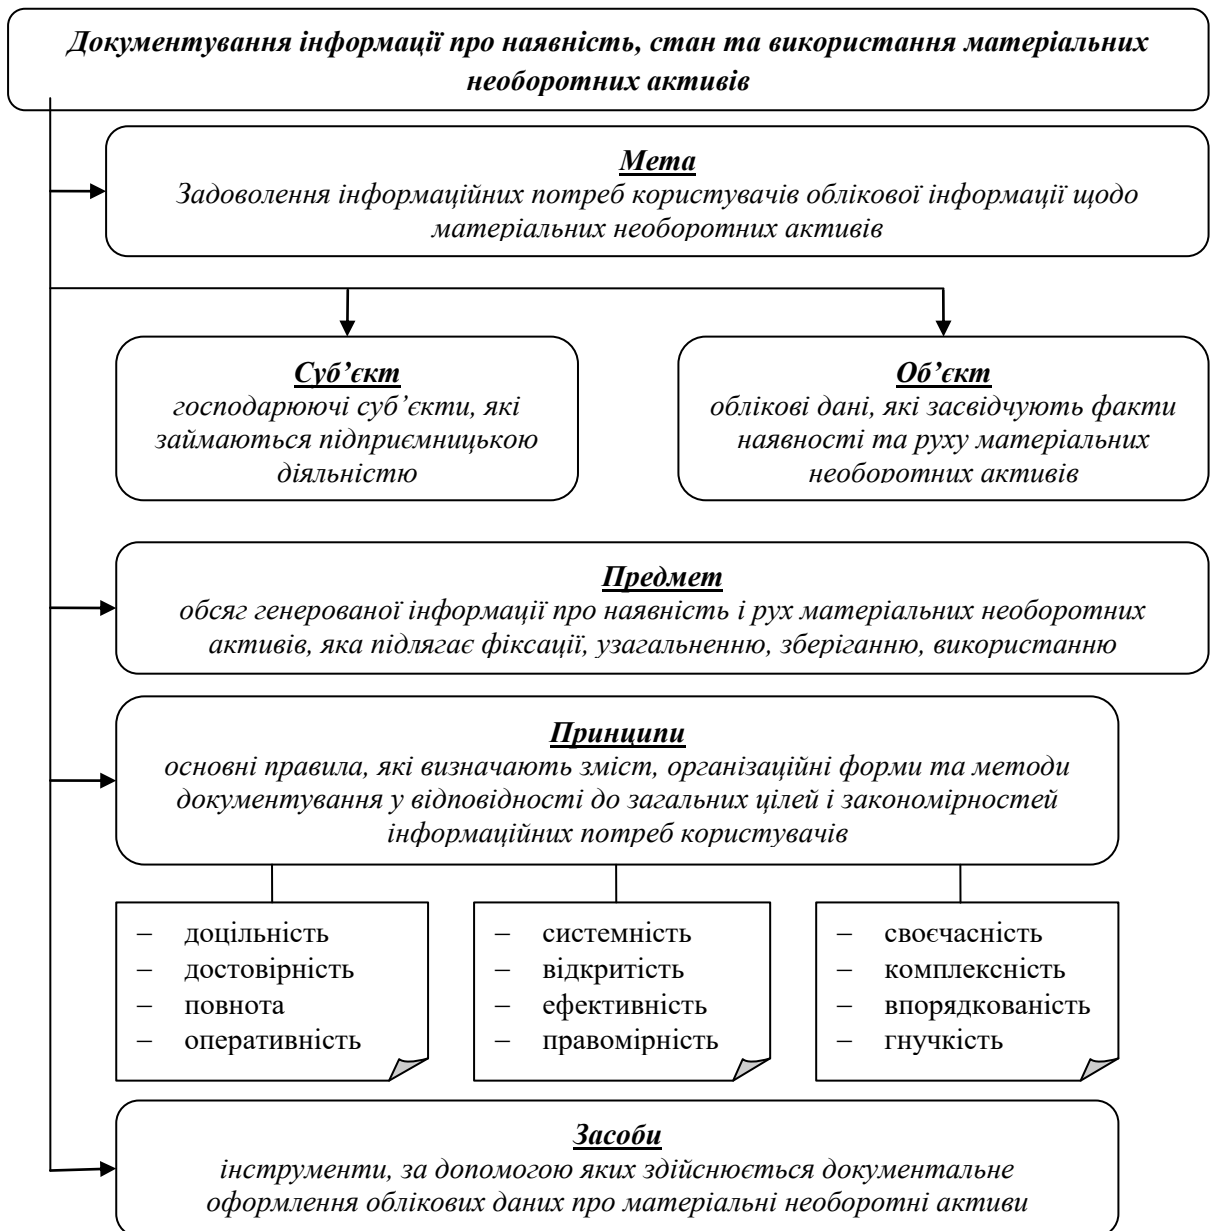 Документування інформації про наявність, стан та використання матеріальних
необоротних активів
Мета
Задоволення інформаційних потреб користувачів облікової інформації щодо
матеріальних необоротних активів
Суб’єкт
господарюючі суб’єкти, які
займаються підприємницькою
діяльністю
Об’єкт
облікові дані, які засвідчують факти
наявності та руху матеріальних
необоротних активів
Предмет
обсяг генерованої інформації про наявність і рух матеріальних необоротних
активів, яка підлягає фіксації, узагальненню, зберіганню, використанню
Принципи
основні правила, які визначають зміст, організаційні форми та методи
документування у відповідності до загальних цілей і закономірностей
інформаційних потреб користувачів
– доцільність
– достовірність
– повнота
– оперативність
– системність
– відкритість
– ефективність
– правомірність
– своєчасність
– комплексність
– впорядкованість
– гнучкість
Засоби
інструменти, за допомогою яких здійснюється документальне
оформлення облікових даних про матеріальні необоротні активи